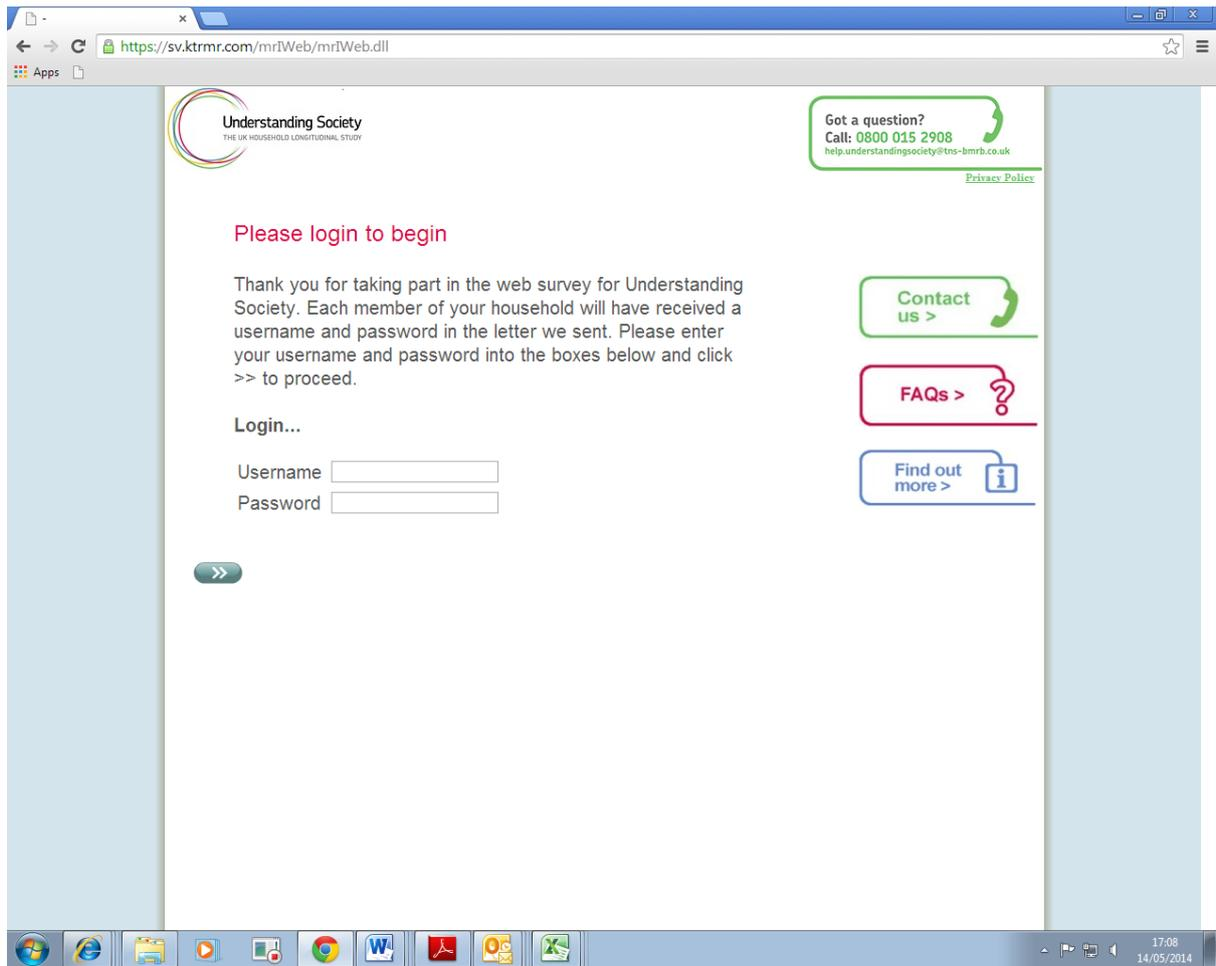 -
https://sv.ktrmr.com/mrIWeb/mrIWeb.dll
Apps
Understanding Society
THE UK HOUSEHOLD LONGITUDINAL STUDY
Got a question?
Call: 0800 015 2908
help.understandingsociety@tns-bmrb.co.uk
Privacy Policy
Please login to begin
Thank you for taking part in the web survey for Understanding
Society. Each member of your household will have received a
username and password in the letter we sent. Please enter
your username and password into the boxes below and click
>> to proceed.
Contact
us >
FAQs >
Find out
more >
Login...
Username
Password
>>
17:08
14/05/2014